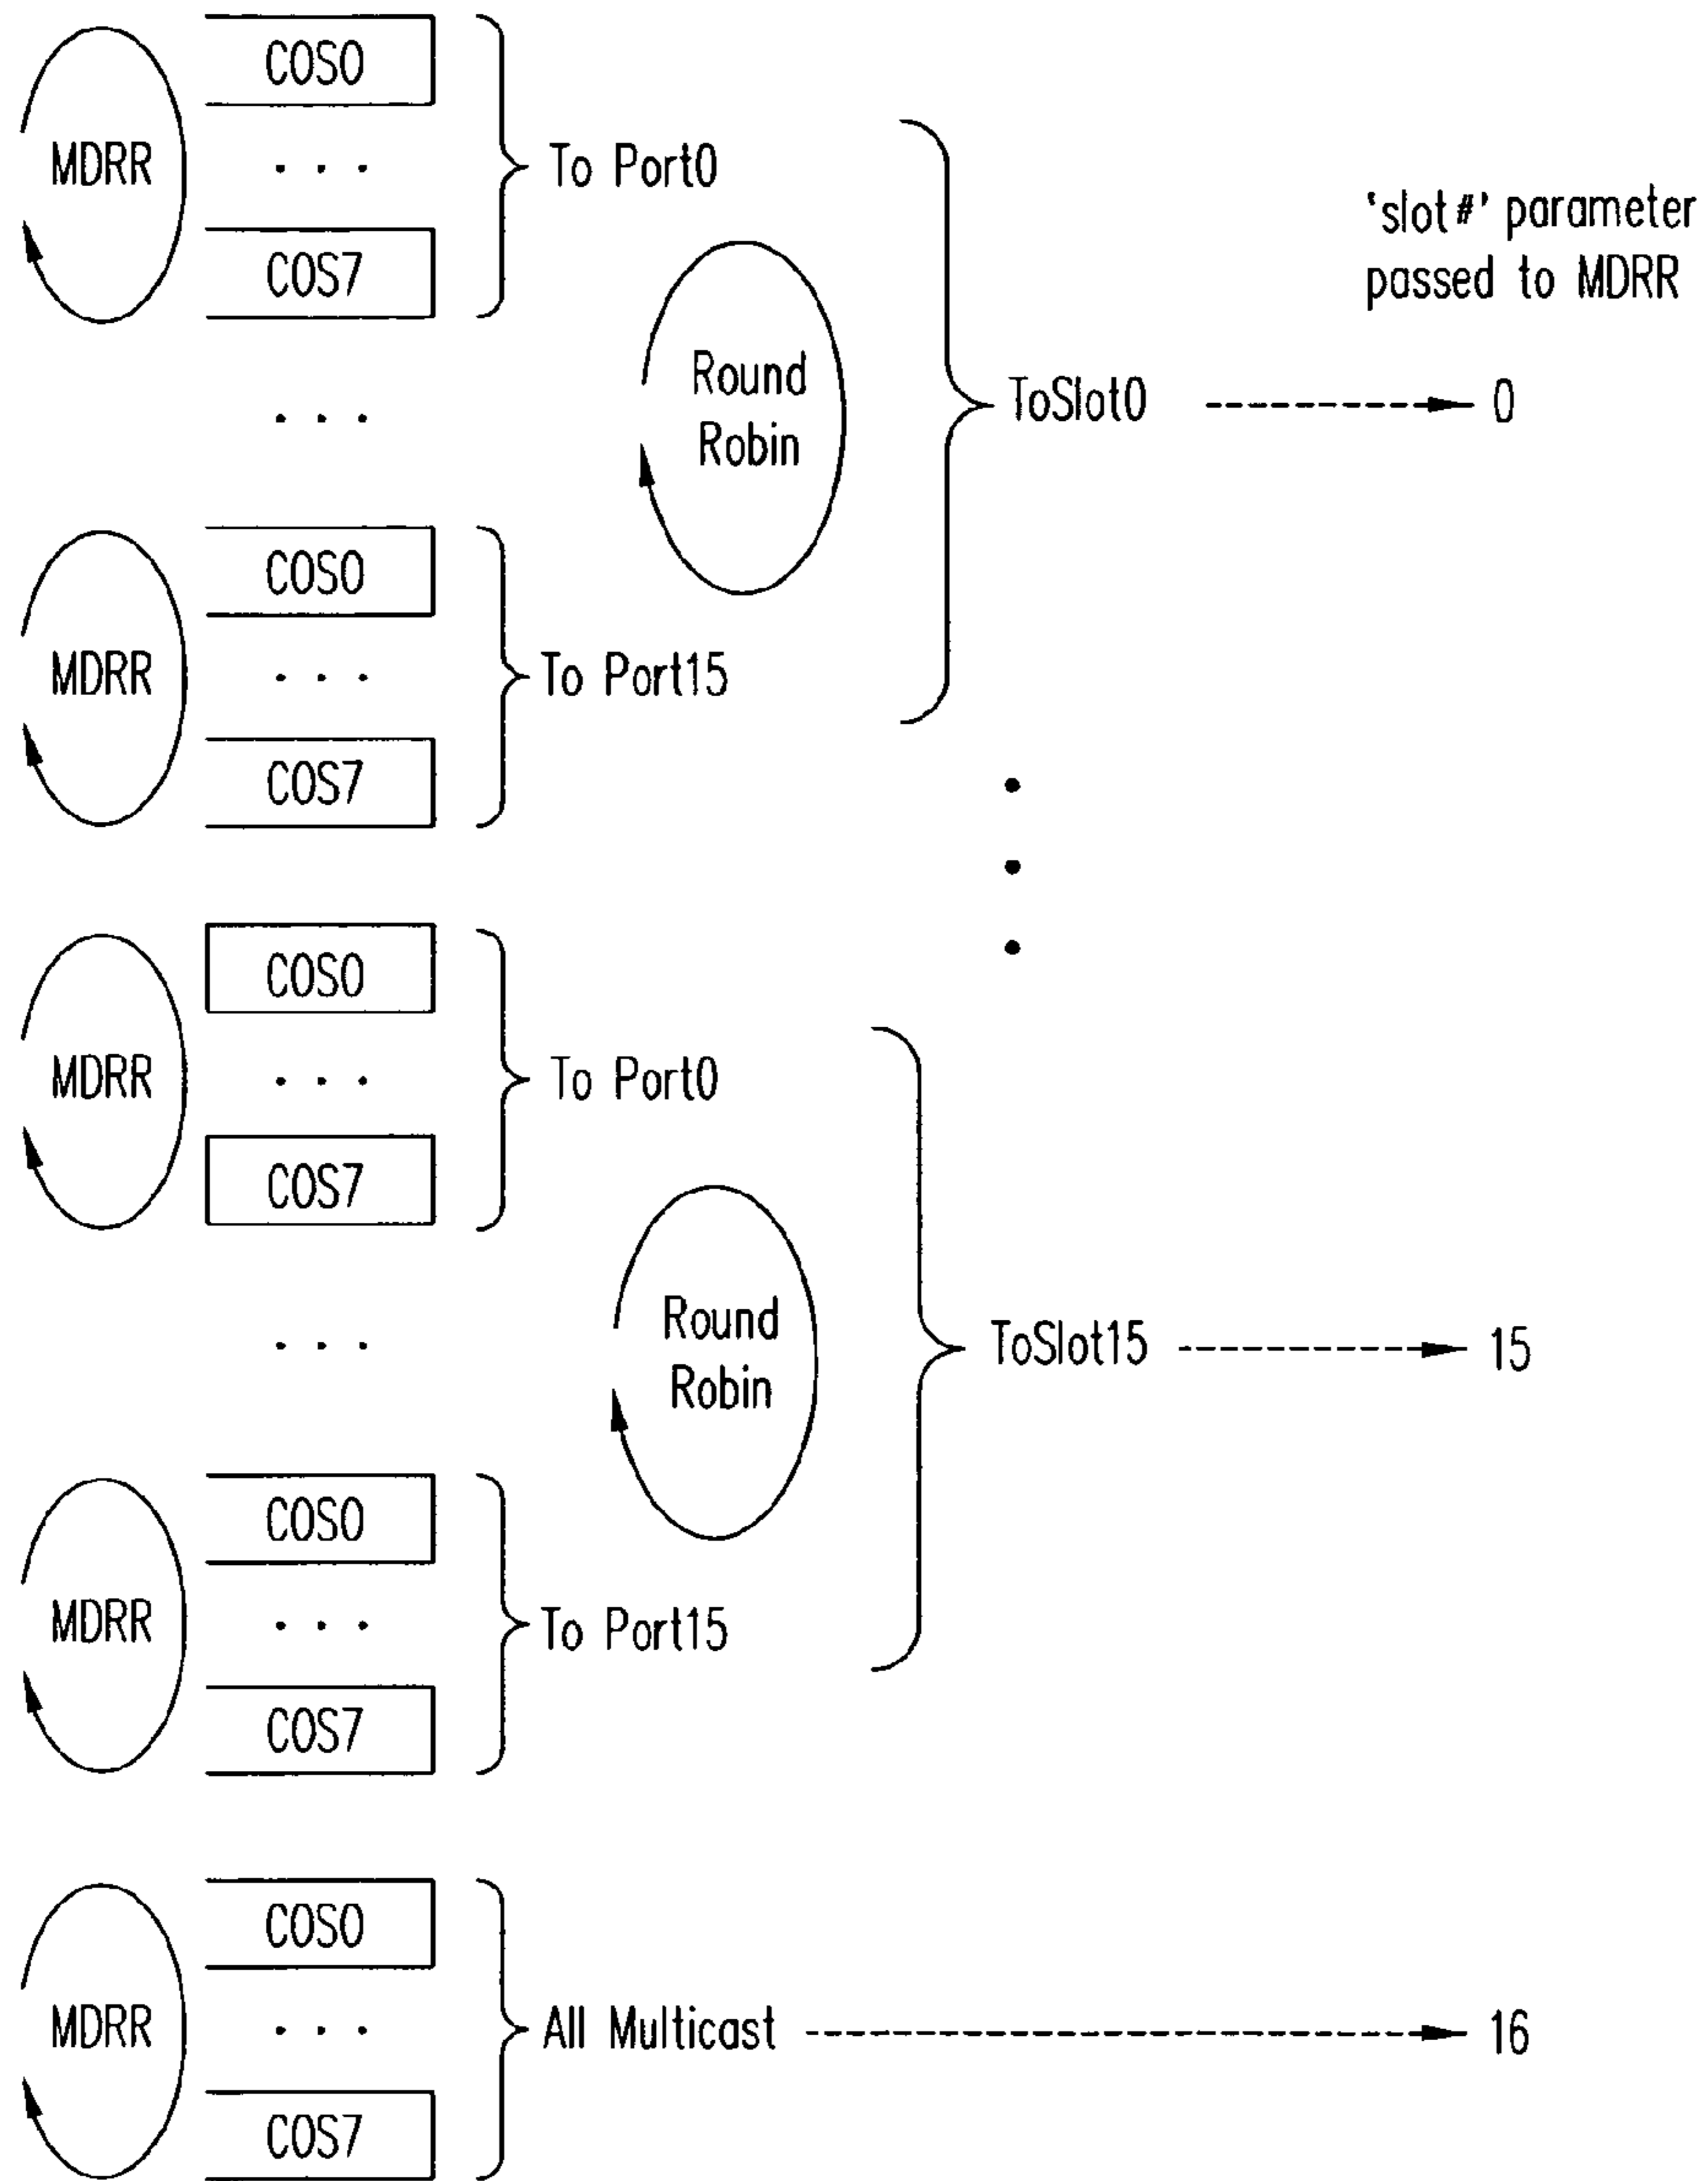 COS0
MDRR
To Port0
COS7
'slot#' parameter
passed to MDRR
Round
Robin
ToSlot0
0
COS0
MDRR
To Port15
COS7
COS0
MDRR
To Port0
COS7
Round
Robin
ToSlot15
15
COS0
MDRR
To Port15
COS7
COS0
MDRR
All Multicast
16
COS7